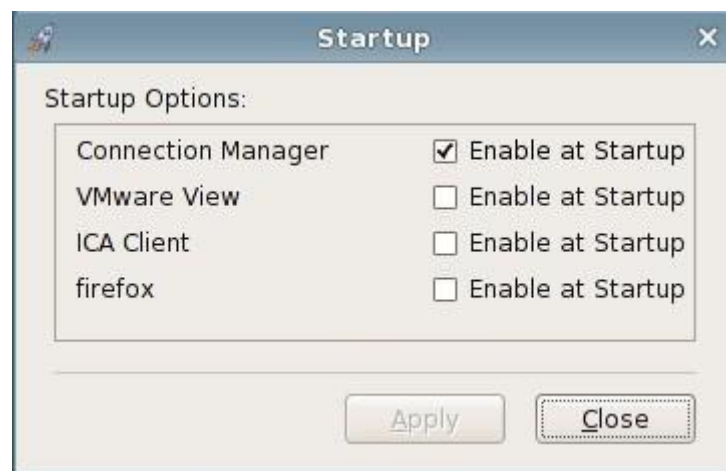 Startup
Startup Options:
Connection Manager Enable at Startup
VMware View Enable at Startup
ICA Client Enable at Startup
firefox Enable at Startup
Apply Close